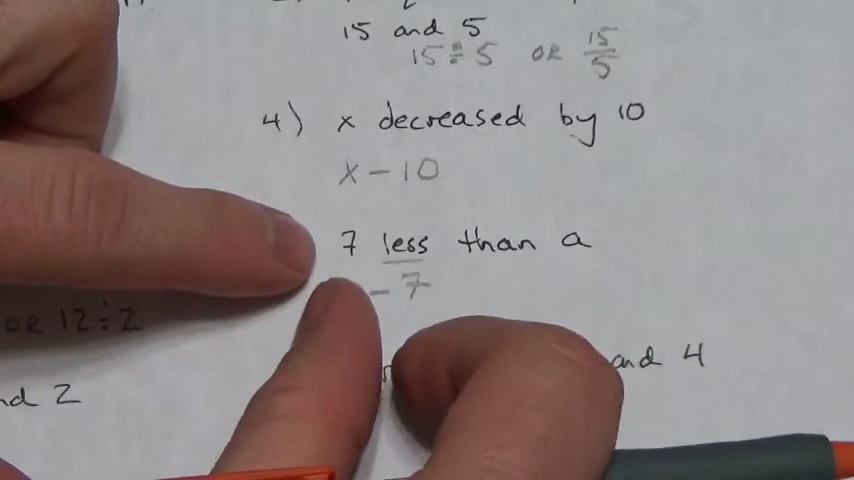 15 and 5
15 ÷ 5 OR 15/5
4) x decreased by 10
x - 10
7 less than a
- 7
OR 12 ÷ 2
and 4
nd 2